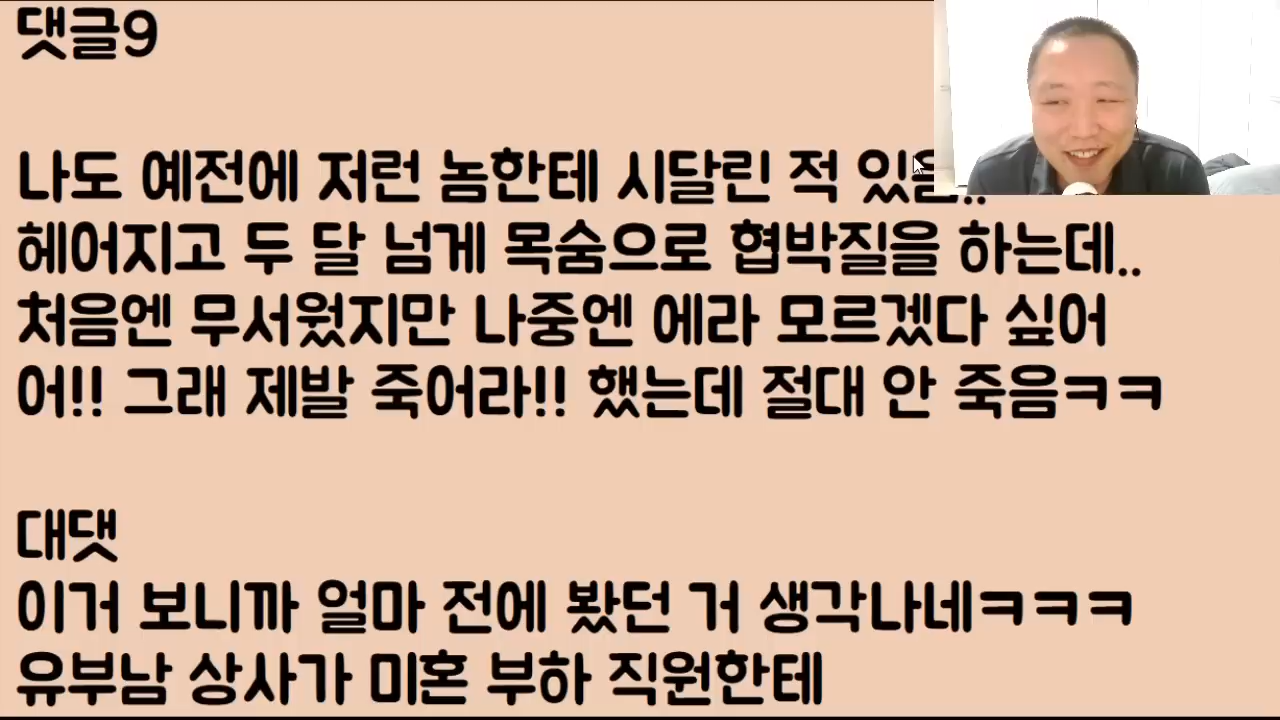 댓글9
나도 예전에 저런 놈한테 시달린 적 있음..
헤어지고 두 달 넘게 목숨으로 협박질을 하는데..
처음엔 무서웠지만 나중엔 에라 모르겠다 싶어
어!! 그래 제발 죽어라!! 했는데 절대 안 죽음ㅋㅋ
대댓
이거 보니까 얼마 전에 봤던 거 생각나네ㅋㅋㅋ
유부남 상사가 미혼 부하 직원한테